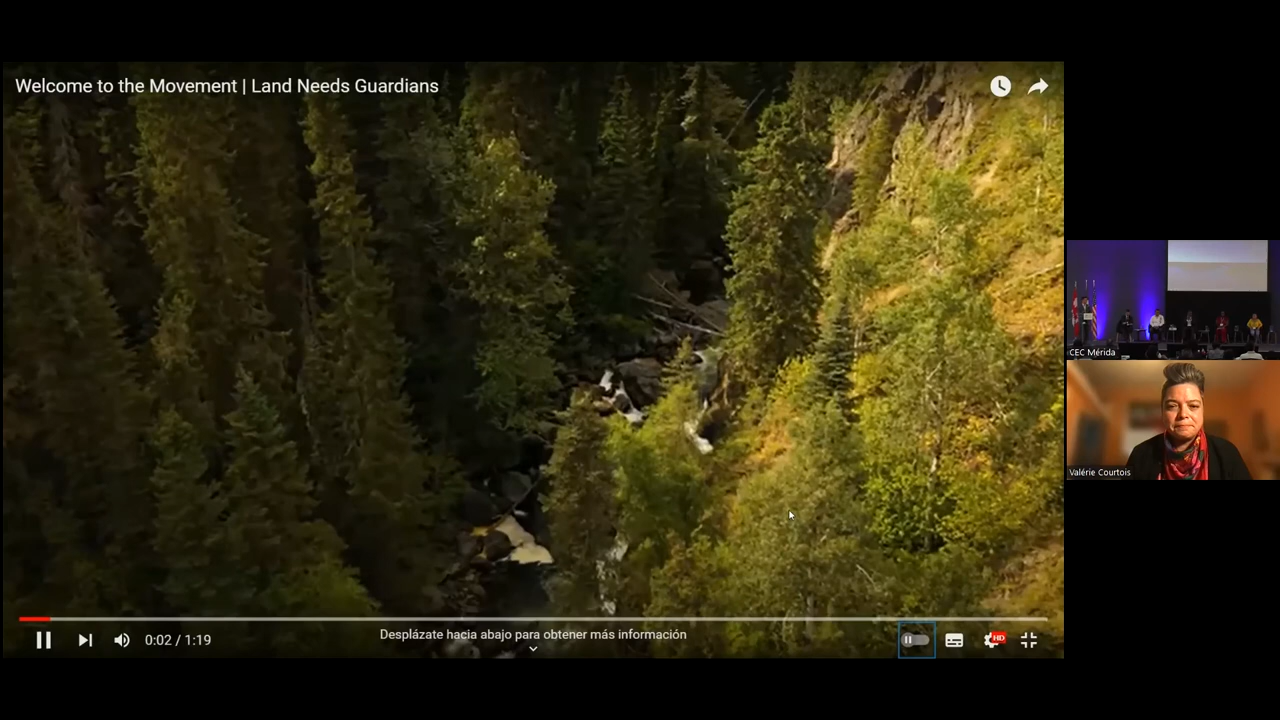 Welcome to the Movement | Land Needs Guardians
CEC Mérida
Valérie Courtois
0:02 / 1:19
Desplázate hacia abajo para obtener más información
HD